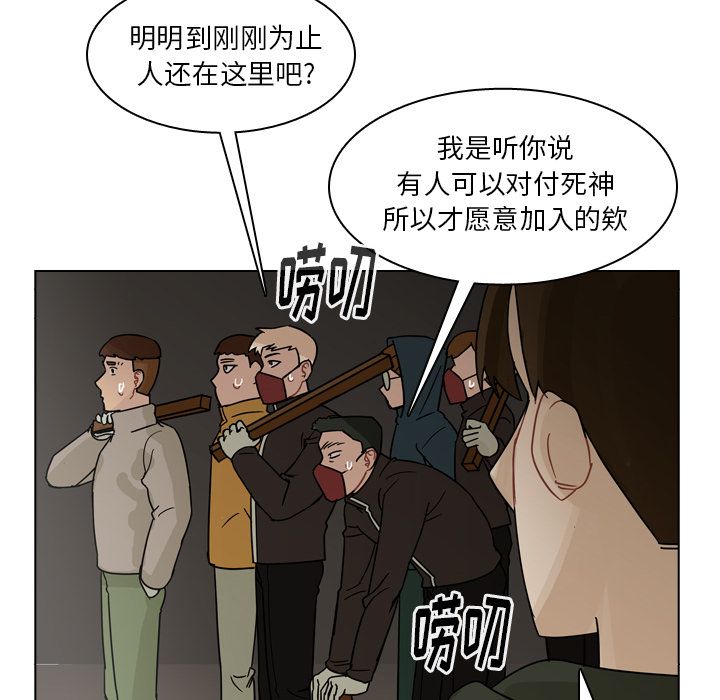 明明到刚刚为止
人还在这里吧?
我是听你说
有人可以对付死神
所以才愿意加入的欸
唠叨
唠叨